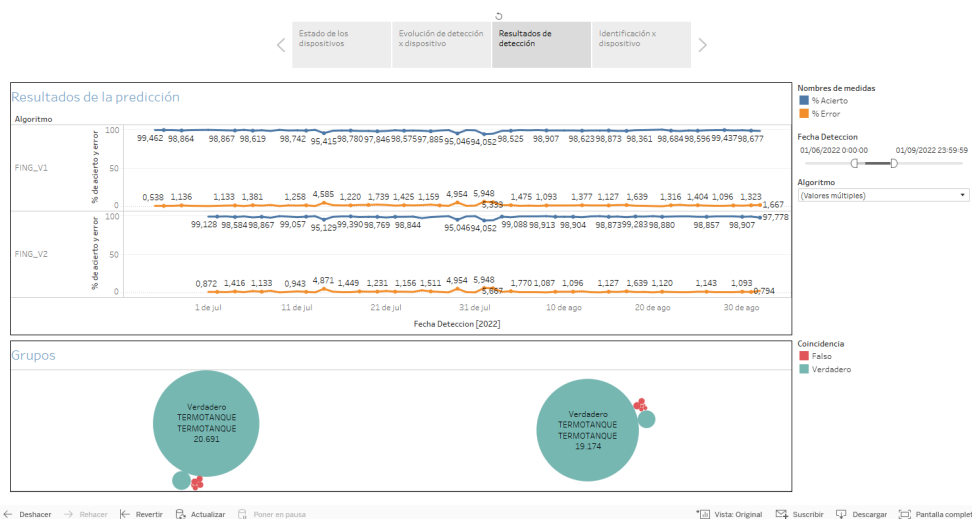 Estado de los
dispositivos
Evolución de detección
x dispositivo
Resultados de
detección
Identificación x
dispositivo
Resultados de la predicción
Algoritmo
FING_V1
% de acierto y error
100
50
0
99,462 98,864 98,867 98,619 98,742 95,415 98,780 97,846 98,575 97,885 95,046 94,052 98,525 98,907 98,623 98,873 98,361 98,684 98,596 99,437 98,677
0,538 1,136 1,133 1,381 1,258 4,585 1,220 1,739 1,425 1,159 4,954 5,948 5,333 1,475 1,093 1,377 1,127 1,639 1,316 1,404 1,096 1,323 1,667
FING_V2
% de acierto y error
100
50
0
99,128 98,584 98,867 99,057 95,129 99,390 98,769 98,844 95,046 94,052 99,088 98,913 98,904 98,873 99,283 98,880 98,857 98,907 97,778
0,872 1,416 1,133 0,943 4,871 1,449 1,231 1,156 1,511 4,954 5,948 5,867 1,770 1,087 1,096 1,127 1,639 1,120 1,143 1,093 0,794
1 de jul 11 de jul 21 de jul 31 de jul 10 de ago 20 de ago 30 de ago
Fecha Deteccion [2022]
Nombres de medidas
% Acierto
% Error
Fecha Deteccion
01/06/2022 0:00:00 01/09/2022 23:59:59
Algoritmo
(Valores múltiples)
Grupos
Verdadero
TERMOTANQUE
TERMOTANQUE
20.691
Verdadero
TERMOTANQUE
TERMOTANQUE
19.174
Coincidencia
Falso
Verdadero
Deshacer Rehacer Revertir Actualizar Poner en pausa Vista: Original Suscribir Descargar Pantalla complet